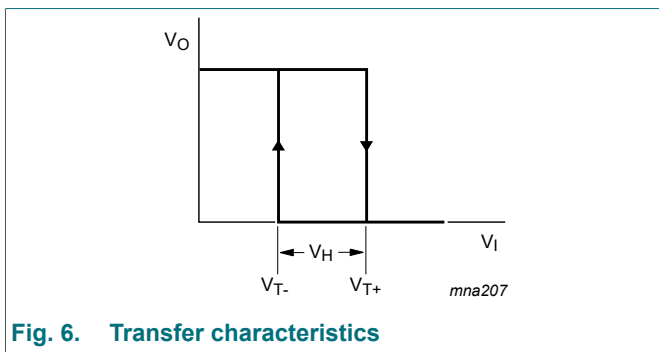 VO
VH
VI
VT-
VT+
mna207
Fig. 6. Transfer characteristics